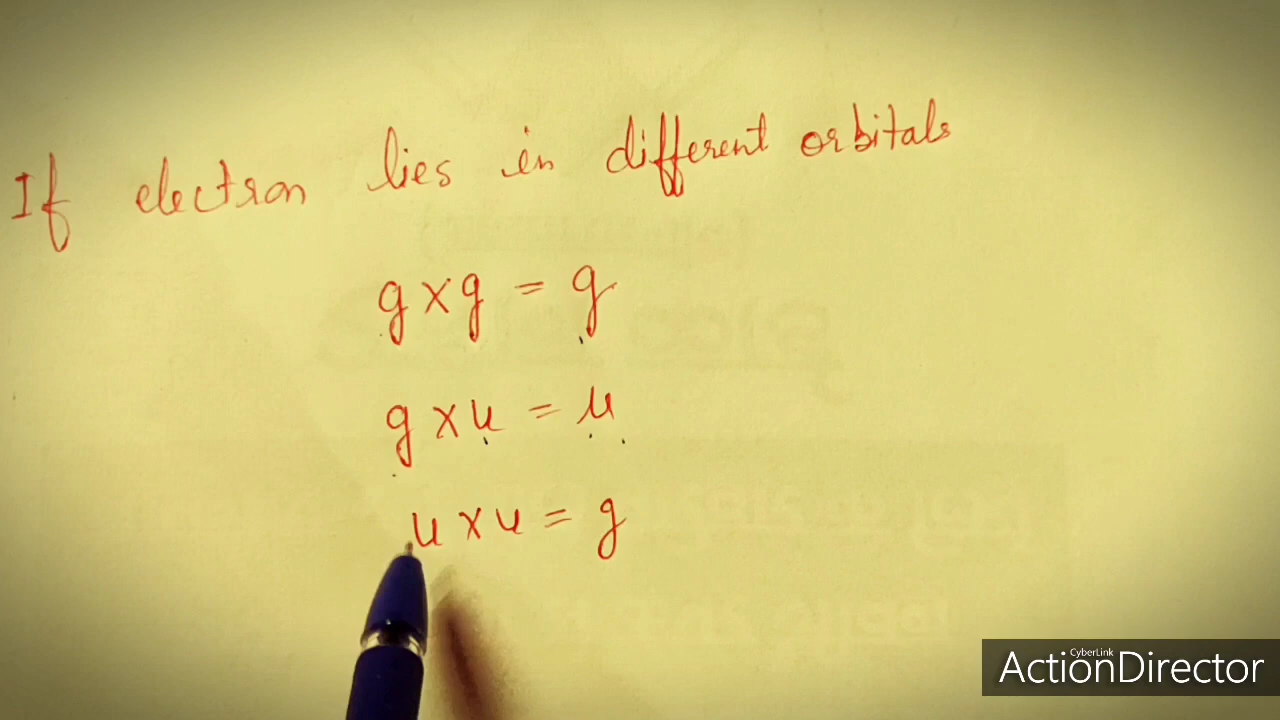 If electron lies in different orbitals
g x g = g
g x u = u
u x u = g
CyberLink
ActionDirector